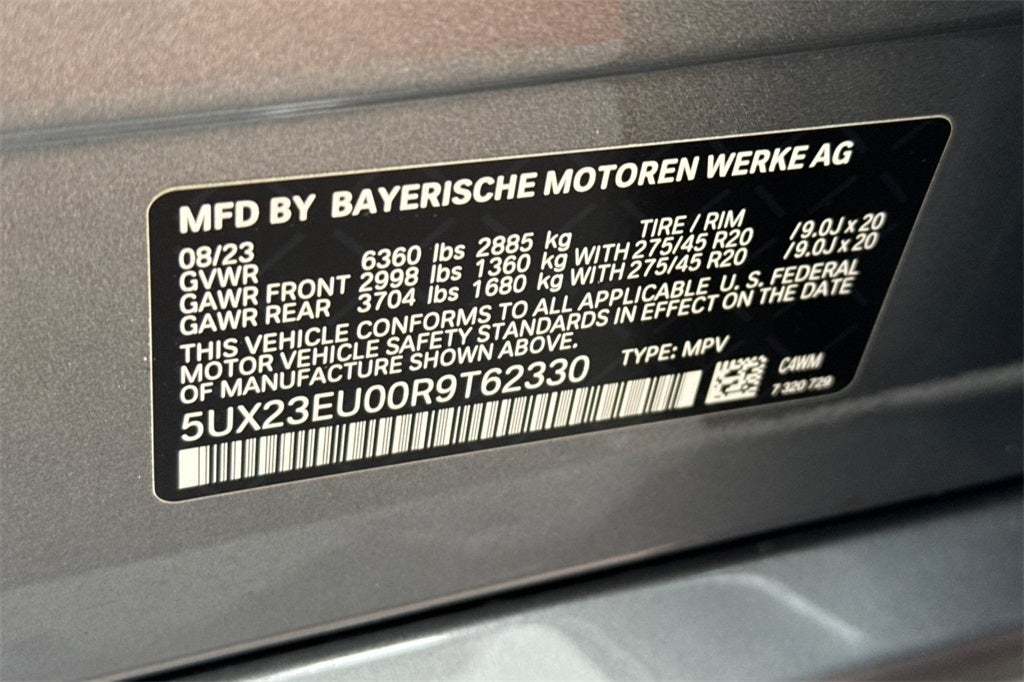 MFD BY BAYERISCHE MOTOREN WERKE AG
08/23 TIRE / RIM
GVWR 6360 lbs 2885 kg
GAWR FRONT 2998 lbs 1360 kg WITH 275/45 R20 /9.0J x 20
GAWR REAR 3704 lbs 1680 kg WITH 275/45 R20 /9.0J x 20
THIS VEHICLE CONFORMS TO ALL APPLICABLE U. S. FEDERAL
MOTOR VEHICLE SAFETY STANDARDS IN EFFECT ON THE DATE
OF MANUFACTURE SHOWN ABOVE.
5UX23EU00R9T62330 TYPE: MPV
C4WM
7 320 729